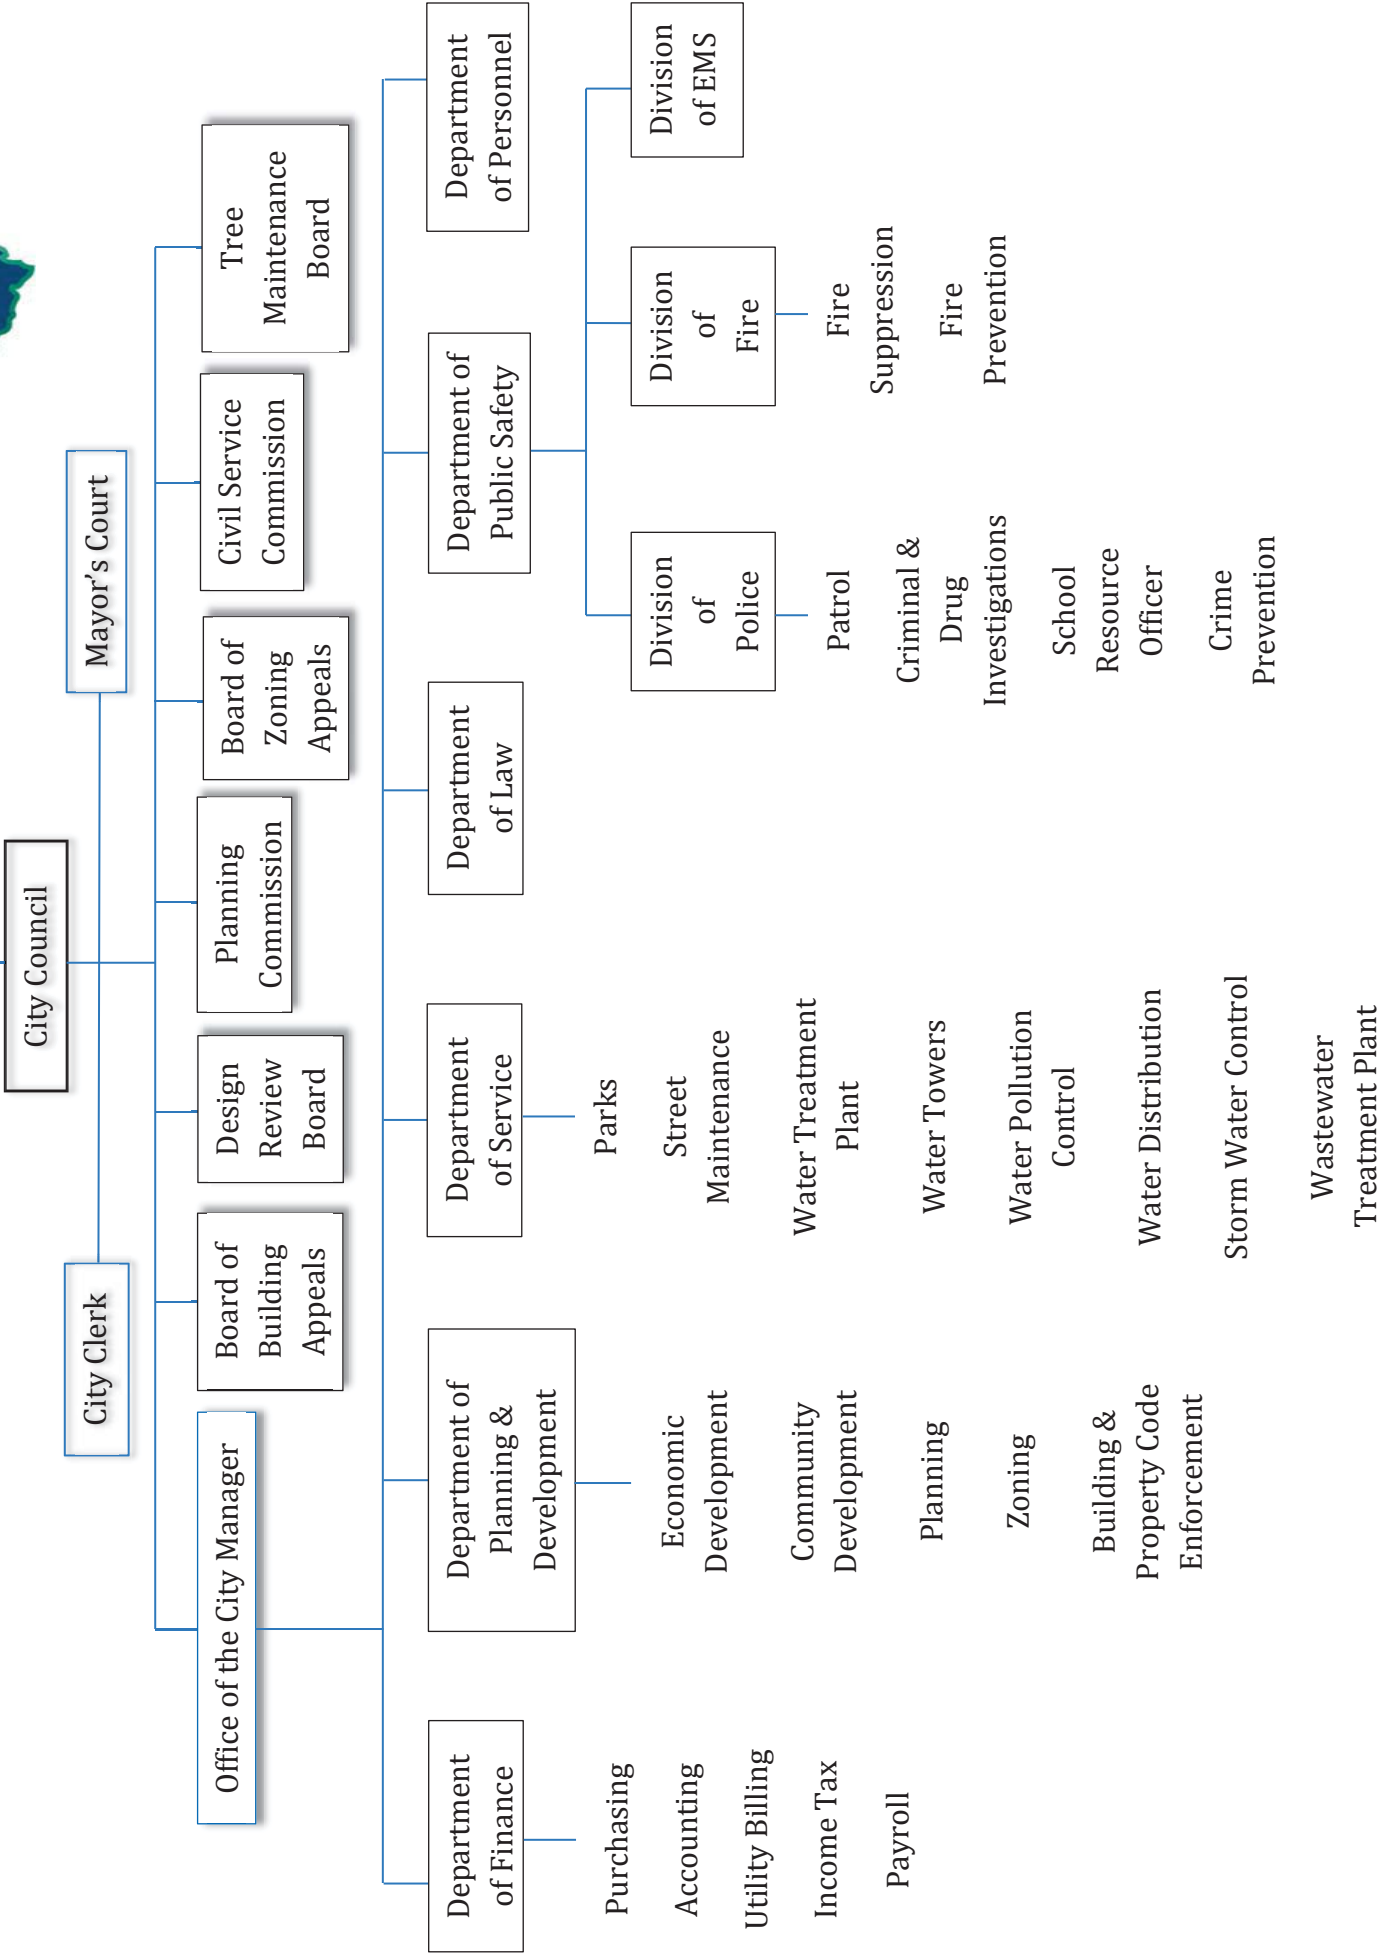 City Council
City Clerk
Mayor's Court
Office of the City Manager
Board of
Building
Appeals
Design
Review
Board
Planning
Commission
Board of
Zoning
Appeals
Civil Service
Commission
Tree
Maintenance
Board
Department
of Finance
Purchasing
Accounting
Utility Billing
Income Tax
Payroll
Department of
Planning &
Development
Economic
Development
Community
Development
Planning
Zoning
Building &
Property Code
Enforcement
Department
of Service
Parks
Street
Maintenance
Water Treatment
Plant
Water Towers
Water Pollution
Control
Water Distribution
Storm Water Control
Wastewater
Treatment Plant
Department
of Law
Department of
Public Safety
Division
of
Police
Patrol
Criminal &
Drug
Investigations
School
Resource
Officer
Crime
Prevention
Division
of
Fire
Fire
Suppression
Fire
Prevention
Division
of EMS
Department
of Personnel